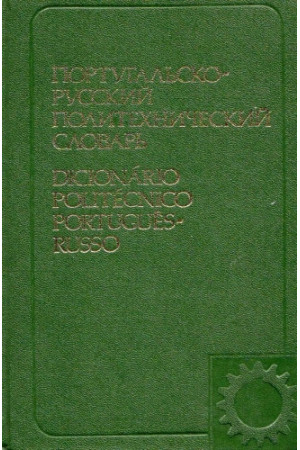 ПОРТУГАЛЬСКО-
РУССКИЙ
ПОЛИТЕХНИЧЕСКИЙ
СЛОВАРЬ
DICIONÁRIO
POLITÉCNICO
PORTUGUÊS-
RUSSO